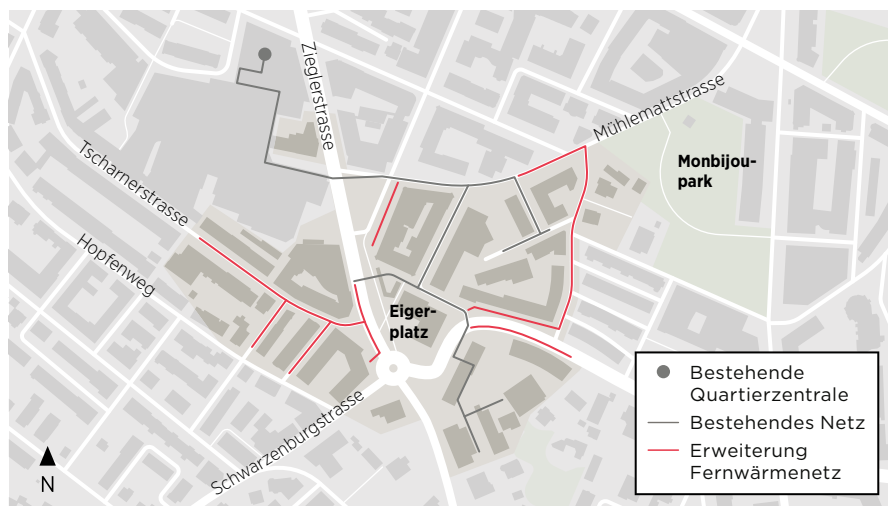 Zieglerstrasse
Mühlemattstrasse
Monbijou-
park
Tscharnerstrasse
Hopfenweg
Eiger-
platz
Schwarzenburgstrasse
N
Bestehende
Quartierzentrale
Bestehendes Netz
Erweiterung
Fernwärmenetz